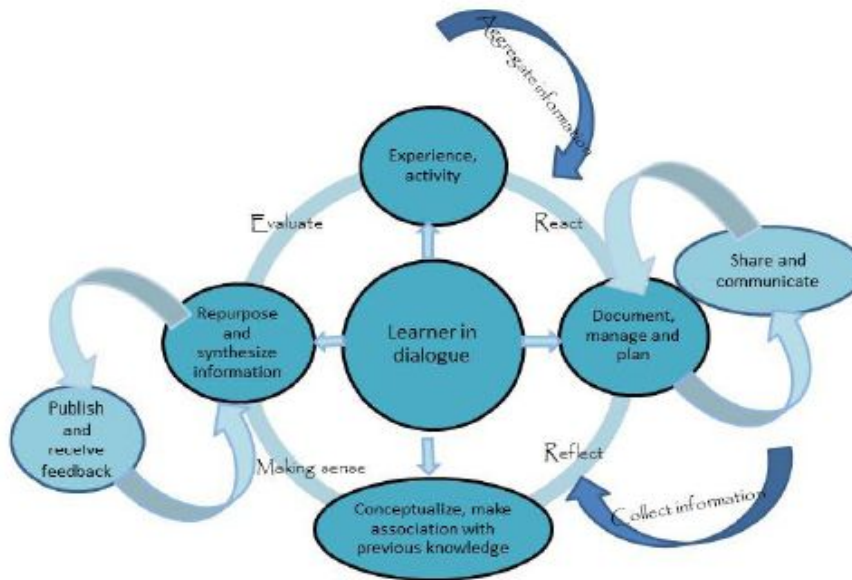 Aggregate information
Experience,
activity
Evaluate
React
Share and
communicate
Repurpose
and
synthesize
information
Learner in
dialogue
Document,
manage and
plan
Publish
and
receive
feedback
Making sense
Reflect
Collect information
Conceptualize, make
association with
previous knowledge